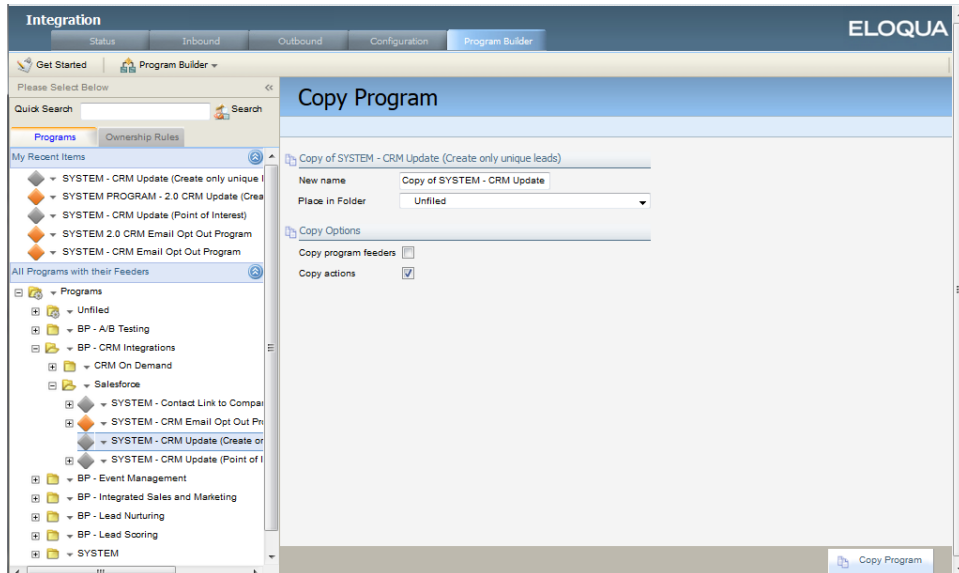 Integration
ELOQUA
Status
Inbound
Outbound
Configuration
Program Builder
Get Started
Program Builder
Please Select Below
Quick Search
Search
Programs
Ownership Rules
My Recent Items
SYSTEM - CRM Update (Create only unique l
SYSTEM PROGRAM - 2.0 CRM Update (Crea
SYSTEM - CRM Update (Point of Interest)
SYSTEM 2.0 CRM Email Opt Out Program
SYSTEM - CRM Email Opt Out Program
All Programs with their Feeders
Programs
Unfiled
BP - A/B Testing
BP - CRM Integrations
CRM On Demand
Salesforce
SYSTEM - Contact Link to Compan
SYSTEM - CRM Email Opt Out Pro
SYSTEM - CRM Update (Create on
SYSTEM - CRM Update (Point of I
BP - Event Management
BP - Integrated Sales and Marketing
BP - Lead Nurturing
BP - Lead Scoring
SYSTEM
Copy Program
Copy of SYSTEM - CRM Update (Create only unique leads)
New name
Copy of SYSTEM - CRM Update
Place in Folder
Unfiled
Copy Options
Copy program feeders
Copy actions
Copy Program